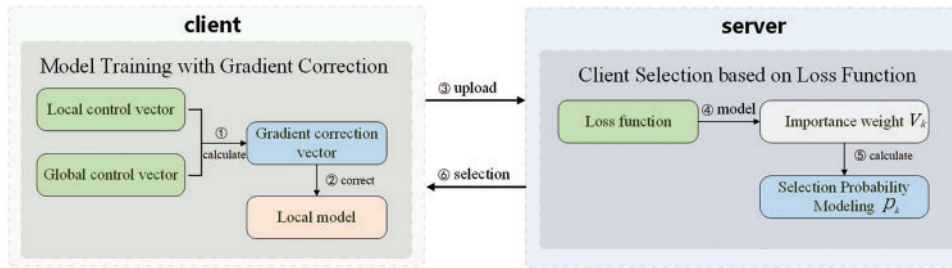 client
Model Training with Gradient Correction
Local control vector
Global control vector
①
calculate
Gradient correction
vector
② correct
Local model
③ upload
⑥ selection
server
Client Selection based on Loss Function
Loss function
④ model
Importance weight V_k
⑤ calculate
Selection Probability
Modeling p_k